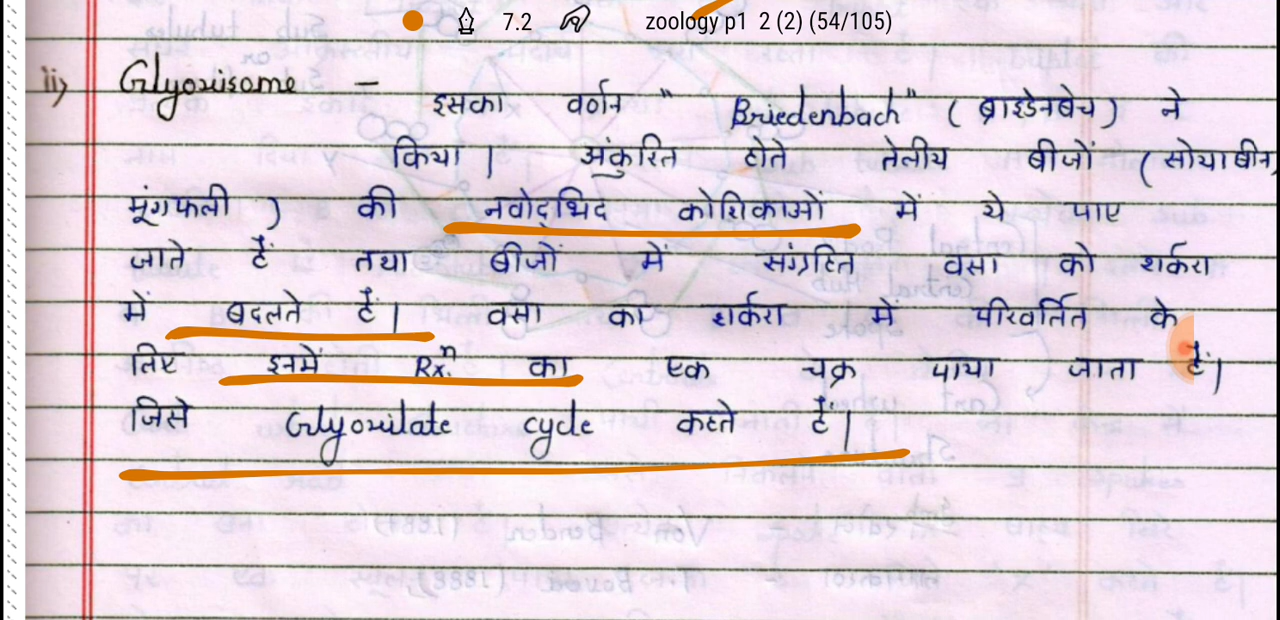 7.2 zoology p1 2 (2) (54/105)
ii) Glyoxisome –
इसका वर्णन " Briedenbach" ( ब्राइडेनबेच ) ने
किया | अंकुरित होते तेलीय बीजों ( सोयाबीन,
मूंगफली ) की नवोद्भिद कोशिकाओं में ये पाए
जाते हैं तथा बीजों में संग्रहित वसा को शर्करा
में बदलते हैं | वसा को शर्करा में परिवर्तित के
लिए इनमें Rxⁿ. का एक चक्र पाया जाता है |
जिसे Glyoxilate cycle कहते हैं |